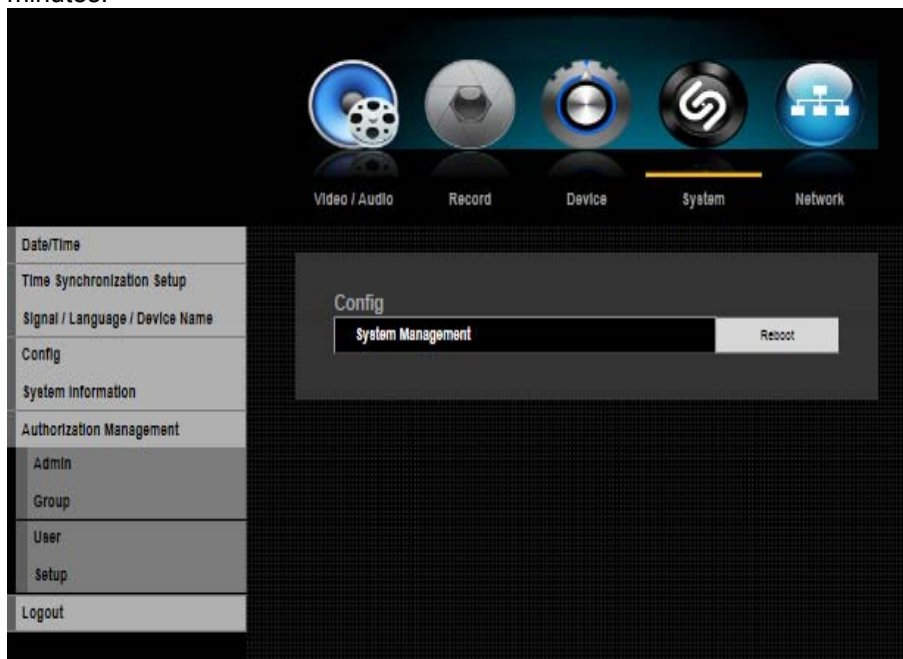 minutes.
Video / Audio
Record
Device
System
Network
Date/Time
Time Synchronization Setup
Signal / Language / Device Name
Config
System Information
Authorization Management
Admin
Group
User
Setup
Logout
Config
System Management
Reboot